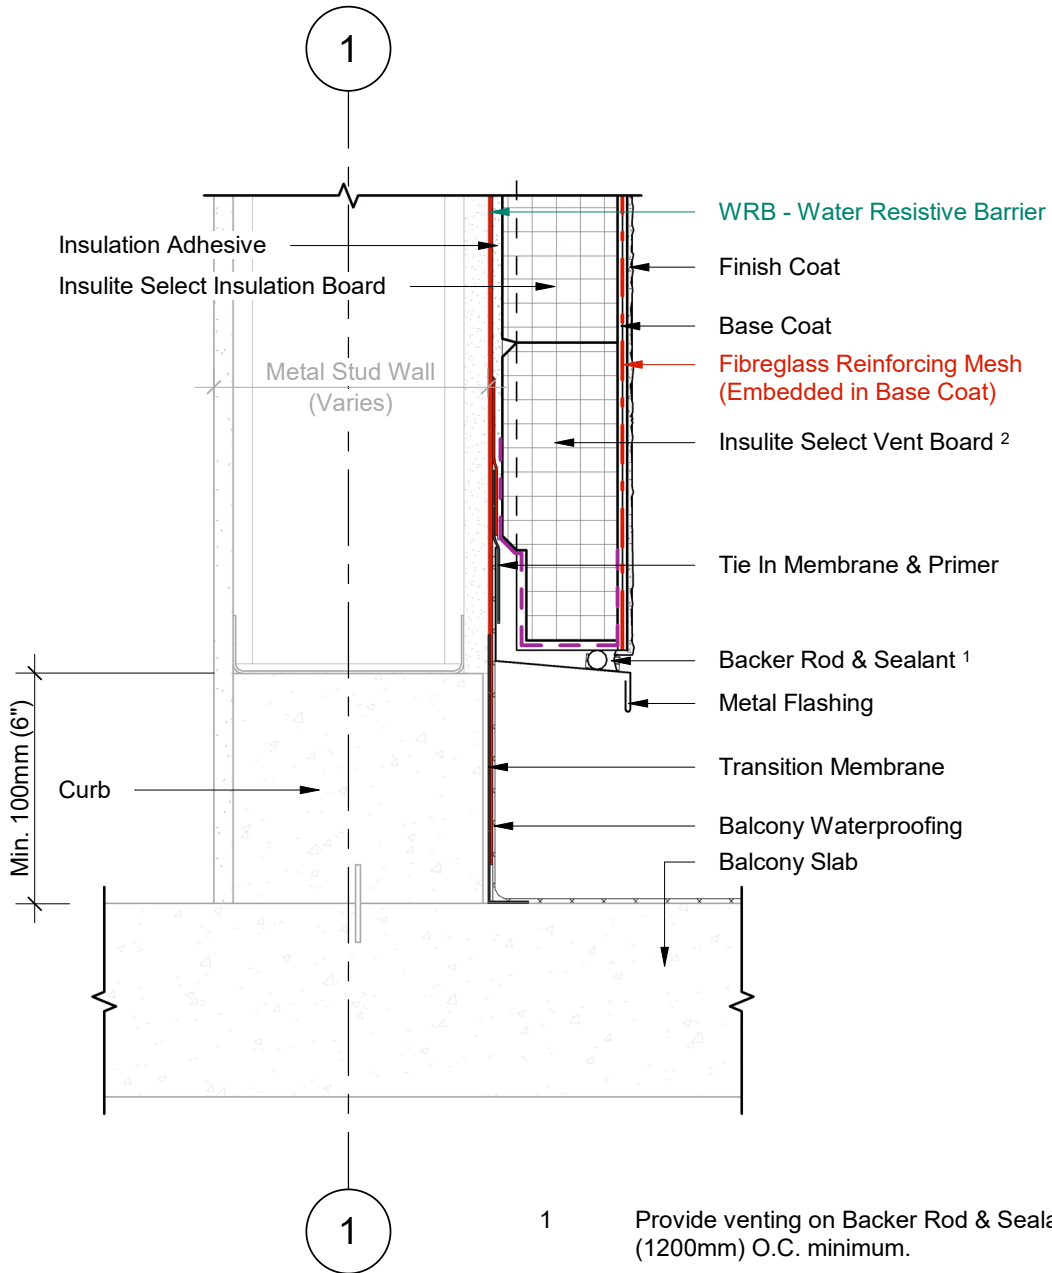 1
WRB - Water Resistive Barrier
Insulation Adhesive
Finish Coat
Insulite Select Insulation Board
Base Coat
Metal Stud Wall
(Varies)
Fibreglass Reinforcing Mesh
(Embedded in Base Coat)
Insulite Select Vent Board 2
Tie In Membrane & Primer
Backer Rod & Sealant 1
Metal Flashing
Min. 100mm (6")
Transition Membrane
Curb
Balcony Waterproofing
Balcony Slab
1
1 Provide venting on Backer Rod &
(1200mm) O.C. minimum.